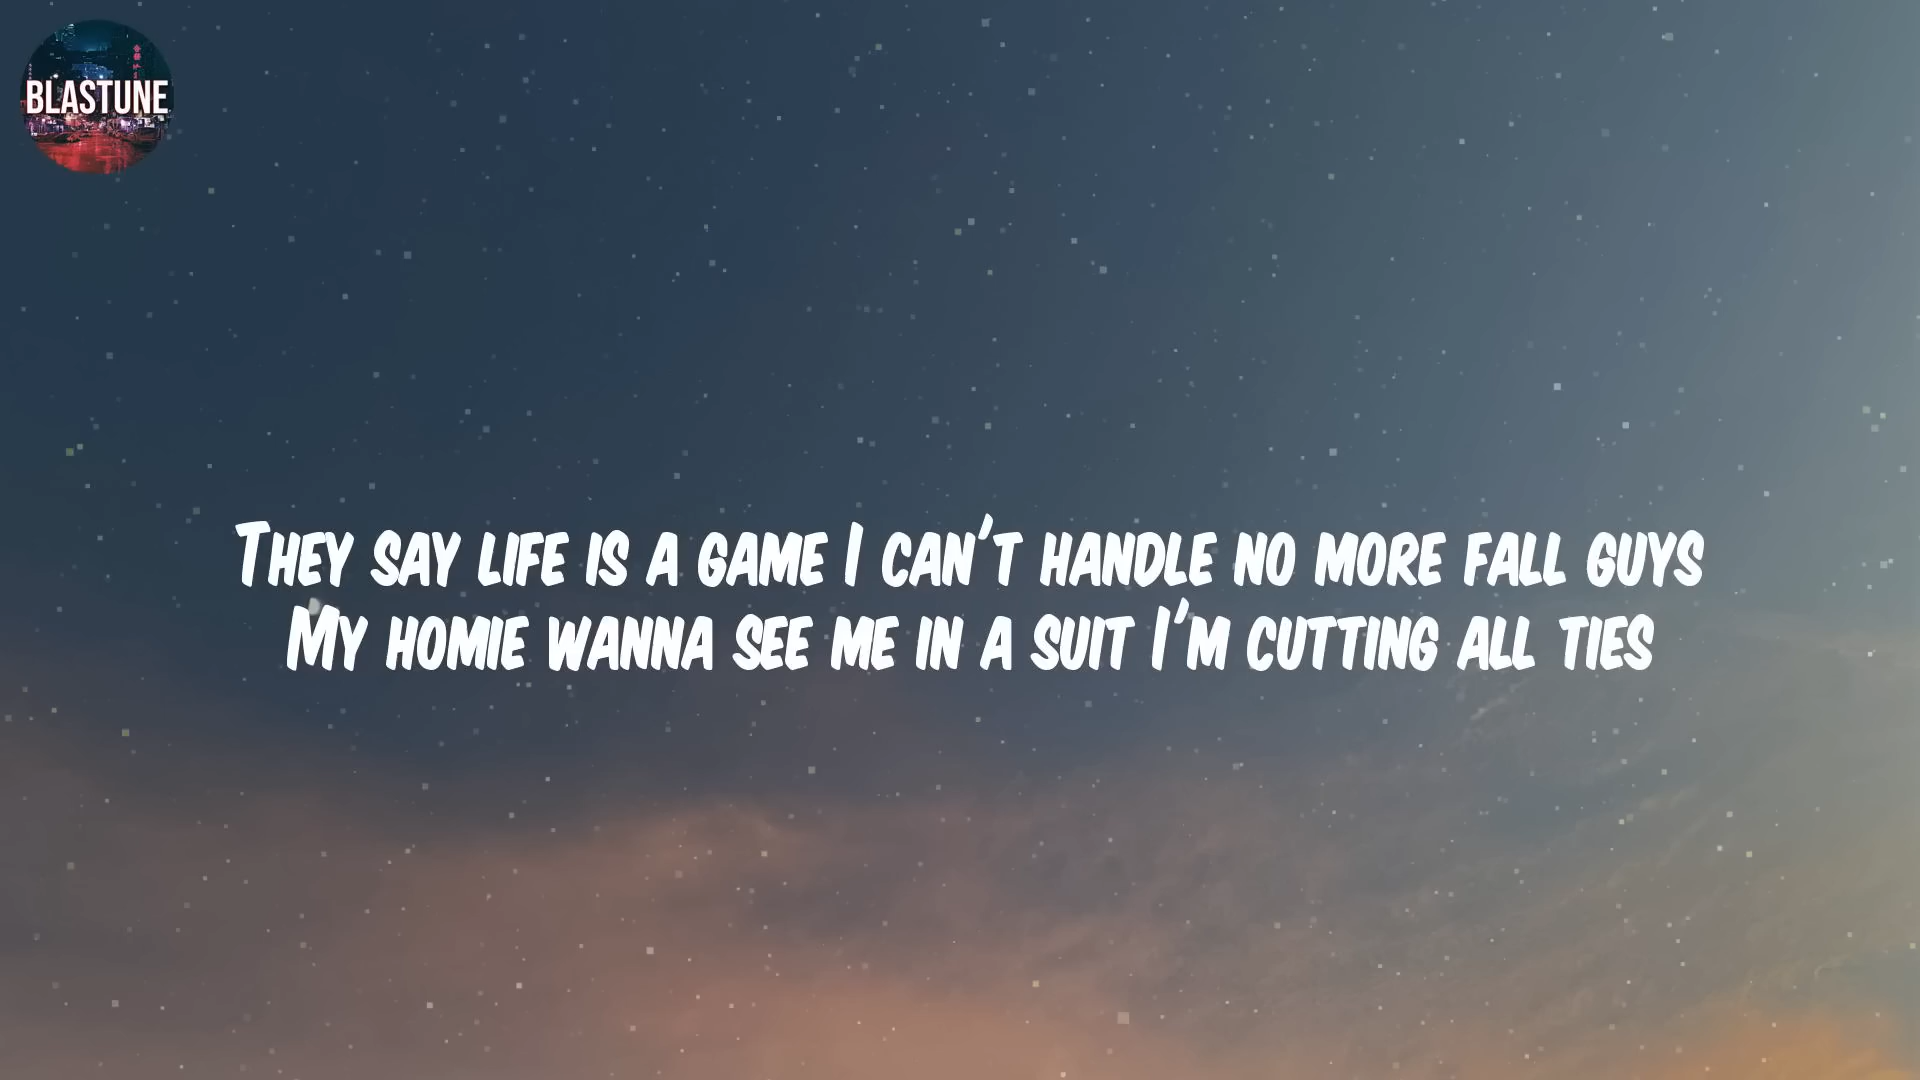 BLASTUNE
They say life is a game I can't handle no more fall guys
My homie wanna see me in a suit I'm cutting all ties